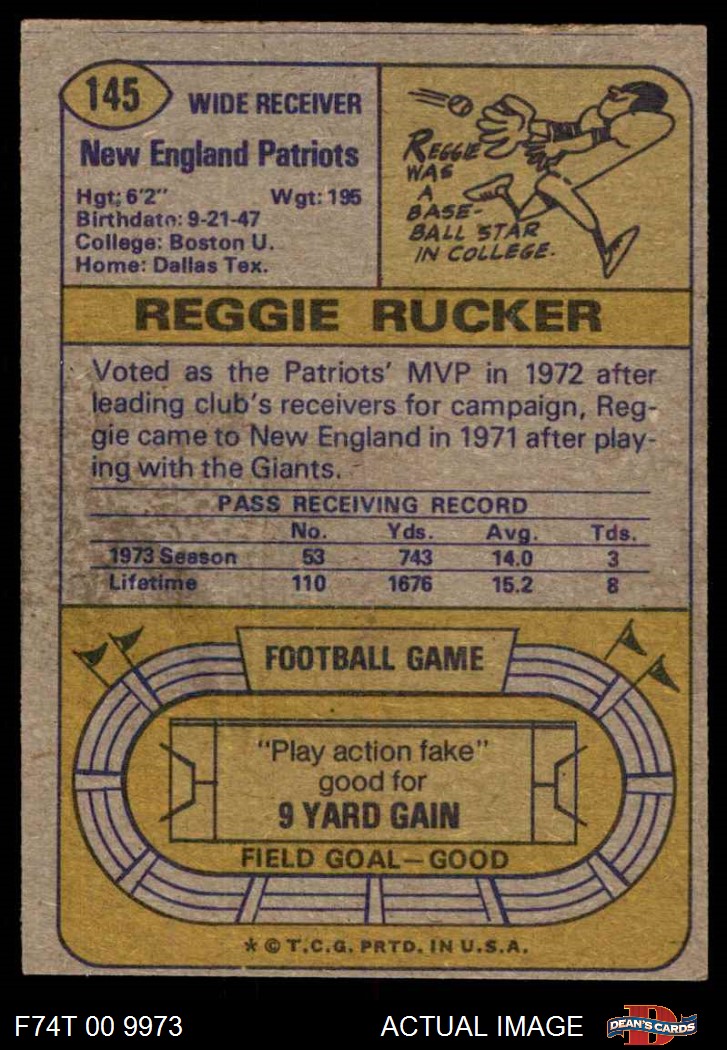 145
WIDE RECEIVER
New England Patriots
Hgt: 6'2" Wgt: 195
Birthdate: 9-21-47
College: Boston U.
Home: Dallas Tex.
REGGIE
WAS
A
BASE-
BALL STAR
IN COLLEGE.
REGGIE RUCKER
Voted as the Patriots' MVP in 1972 after
leading club's receivers for campaign, Reg-
gie came to New England in 1971 after play-
ing with the Giants.
PASS RECEIVING RECORD
No. Yds. Avg. Tds.
1973 Season 53 743 14.0 3
Lifetime 110 1676 15.2 8
FOOTBALL GAME
"Play action fake"
good for
9 YARD GAIN
FIELD GOAL—GOOD
* © T.C.G. PRTD. IN U.S.A.
F74T 00 9973 ACTUAL IMAGE
D
DEAN'S CARDS